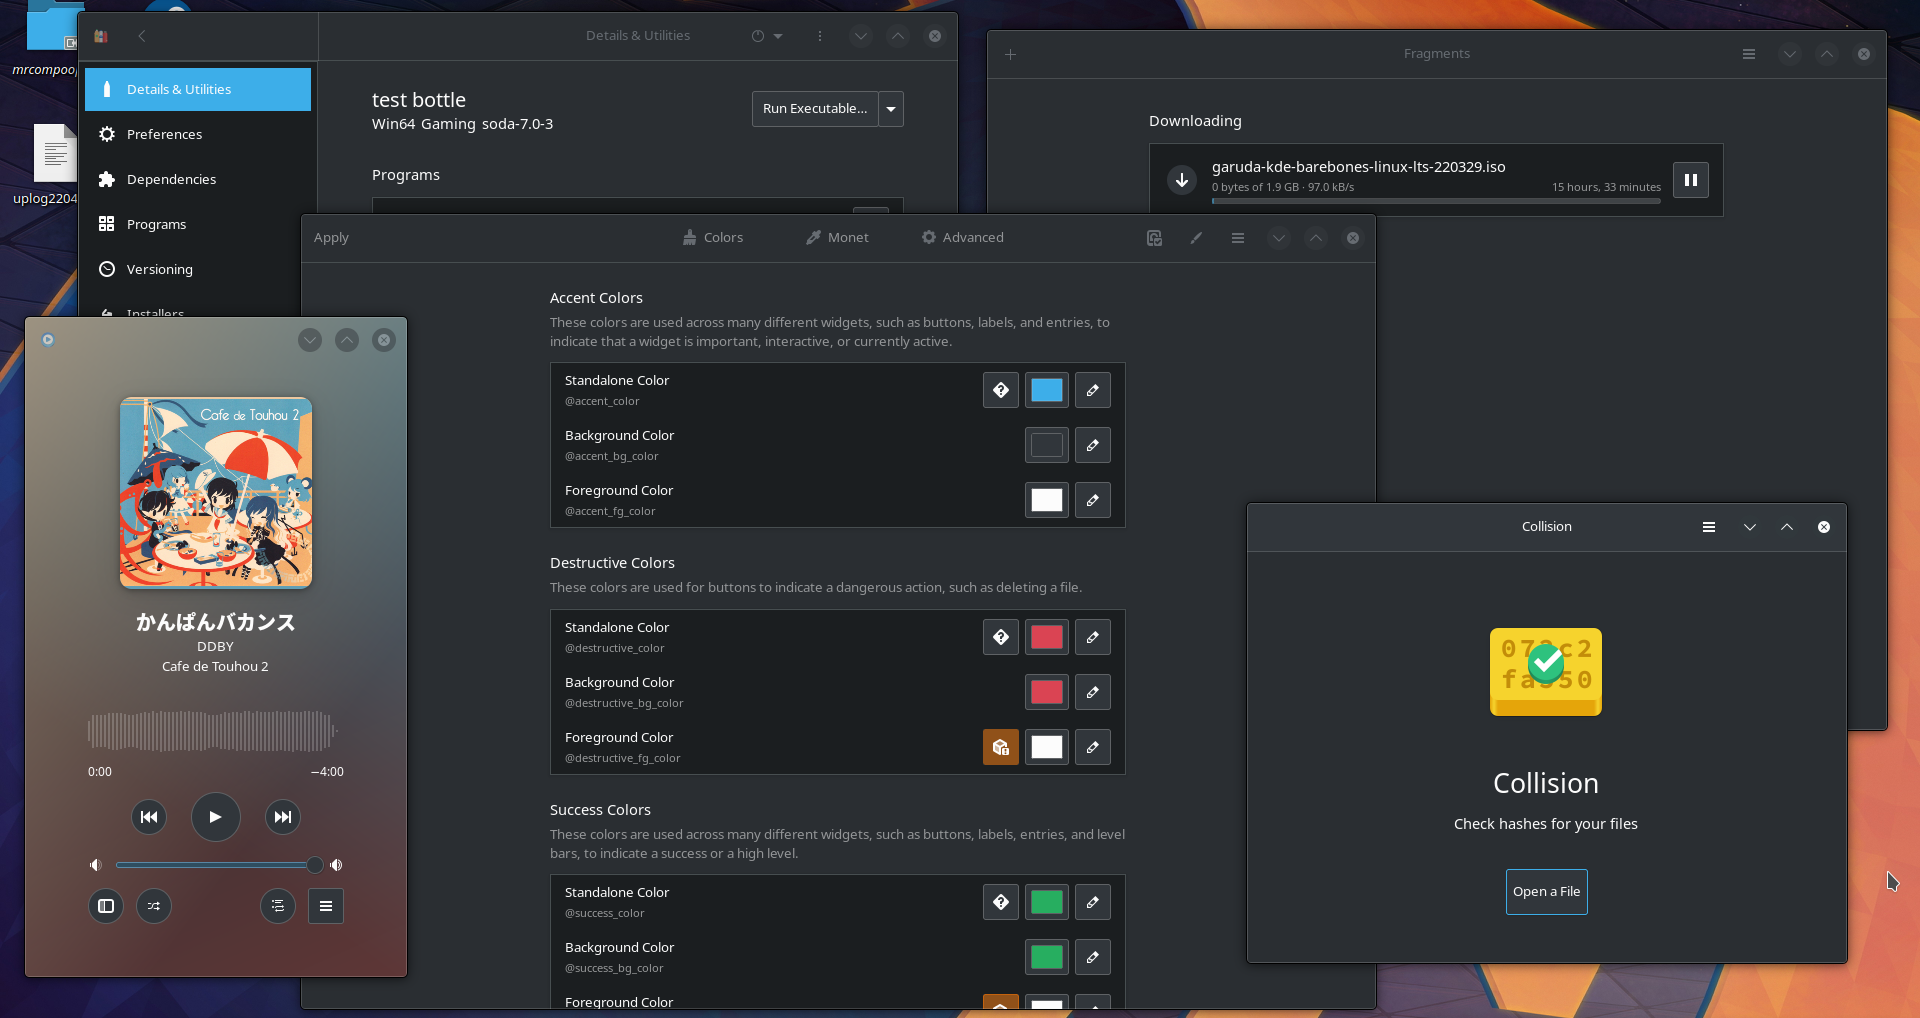 mrcompoo
uplog2204
Details & Utilities
Details & Utilities
Preferences
Dependencies
Programs
Versioning
Installers
test bottle
Win64 Gaming soda-7.0-3
Run Executable...
Programs
Fragments
Downloading
garuda-kde-barebones-linux-lts-220329.iso
0 bytes of 1.9 GB · 97.0 kB/s
15 hours, 33 minutes
Apply
Colors
Monet
Advanced
Accent Colors
These colors are used across many different widgets, such as buttons, labels, and entries, to
indicate that a widget is important, interactive, or currently active.
Standalone Color
@accent_color
Background Color
@accent_bg_color
Foreground Color
@accent_fg_color
Destructive Colors
These colors are used for buttons to indicate a dangerous action, such as deleting a file.
Standalone Color
@destructive_color
Background Color
@destructive_bg_color
Foreground Color
@destructive_fg_color
Success Colors
These colors are used across many different widgets, such as buttons, labels, entries, and level
bars, to indicate a success or a high level.
Standalone Color
@success_color
Background Color
@success_bg_color
Foreground Color
Cafe de Touhou 2
かんぱんバカンス
DDBY
Cafe de Touhou 2
0:00
−4:00
Collision
Collision
Check hashes for your files
Open a File